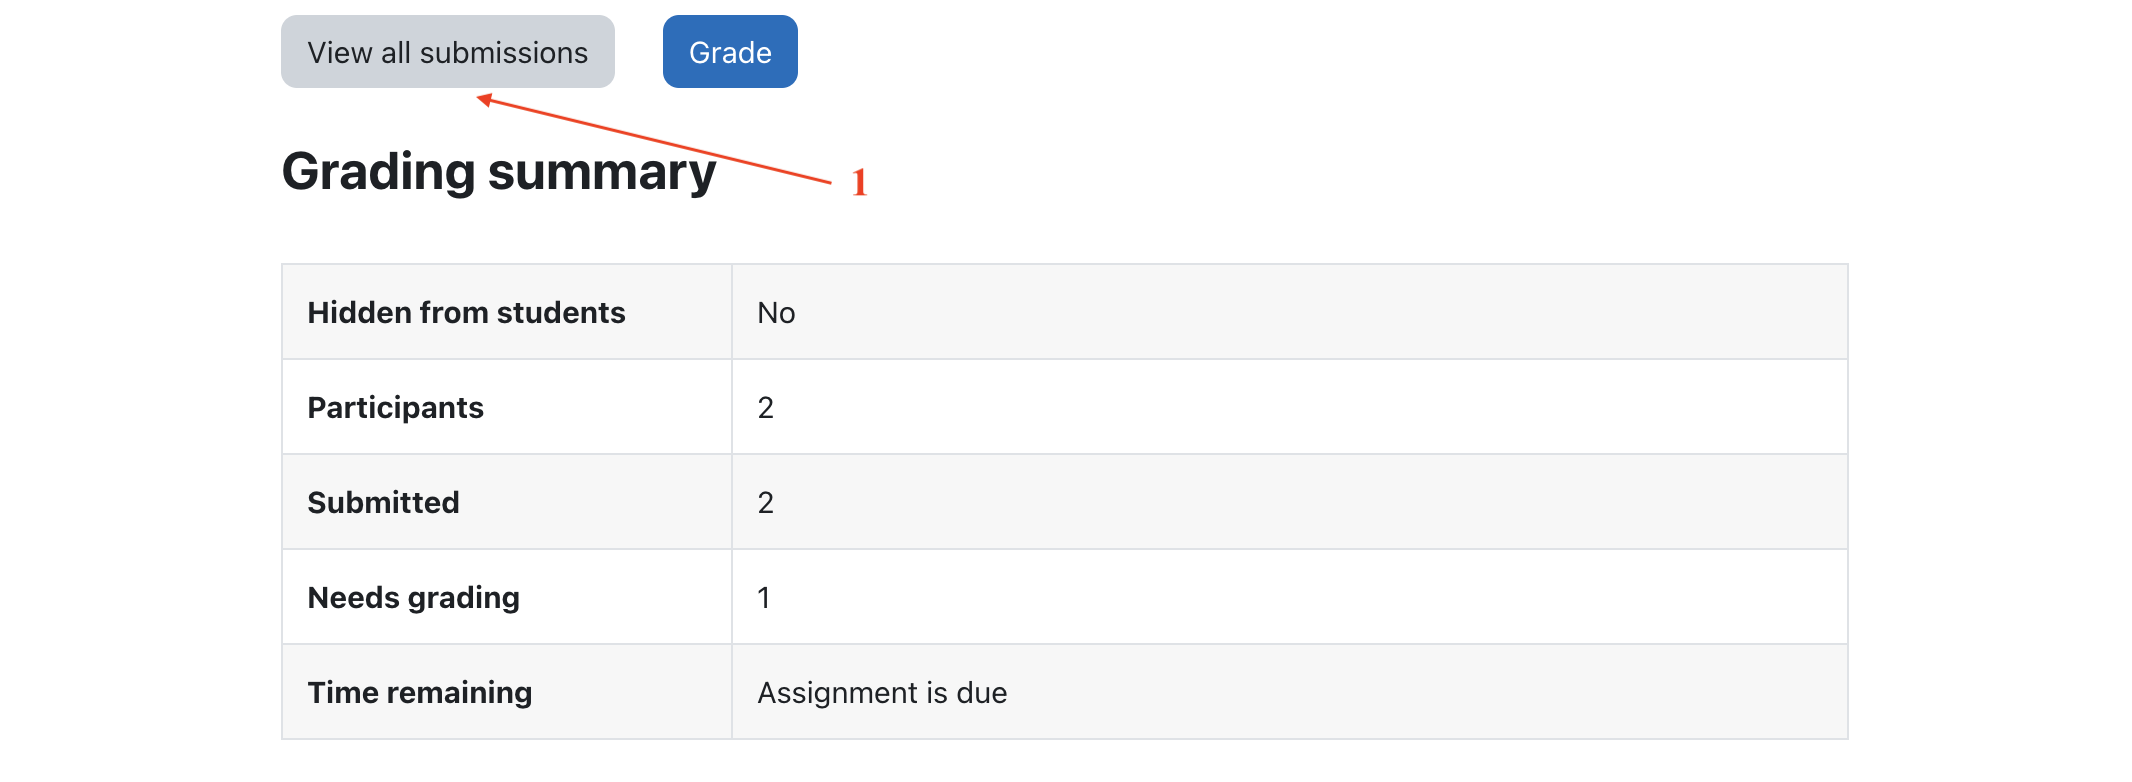 View all submissions Grade
Grading summary 1
Hidden from students No
Participants 2
Submitted 2
Needs grading 1
Time remaining Assignment is due